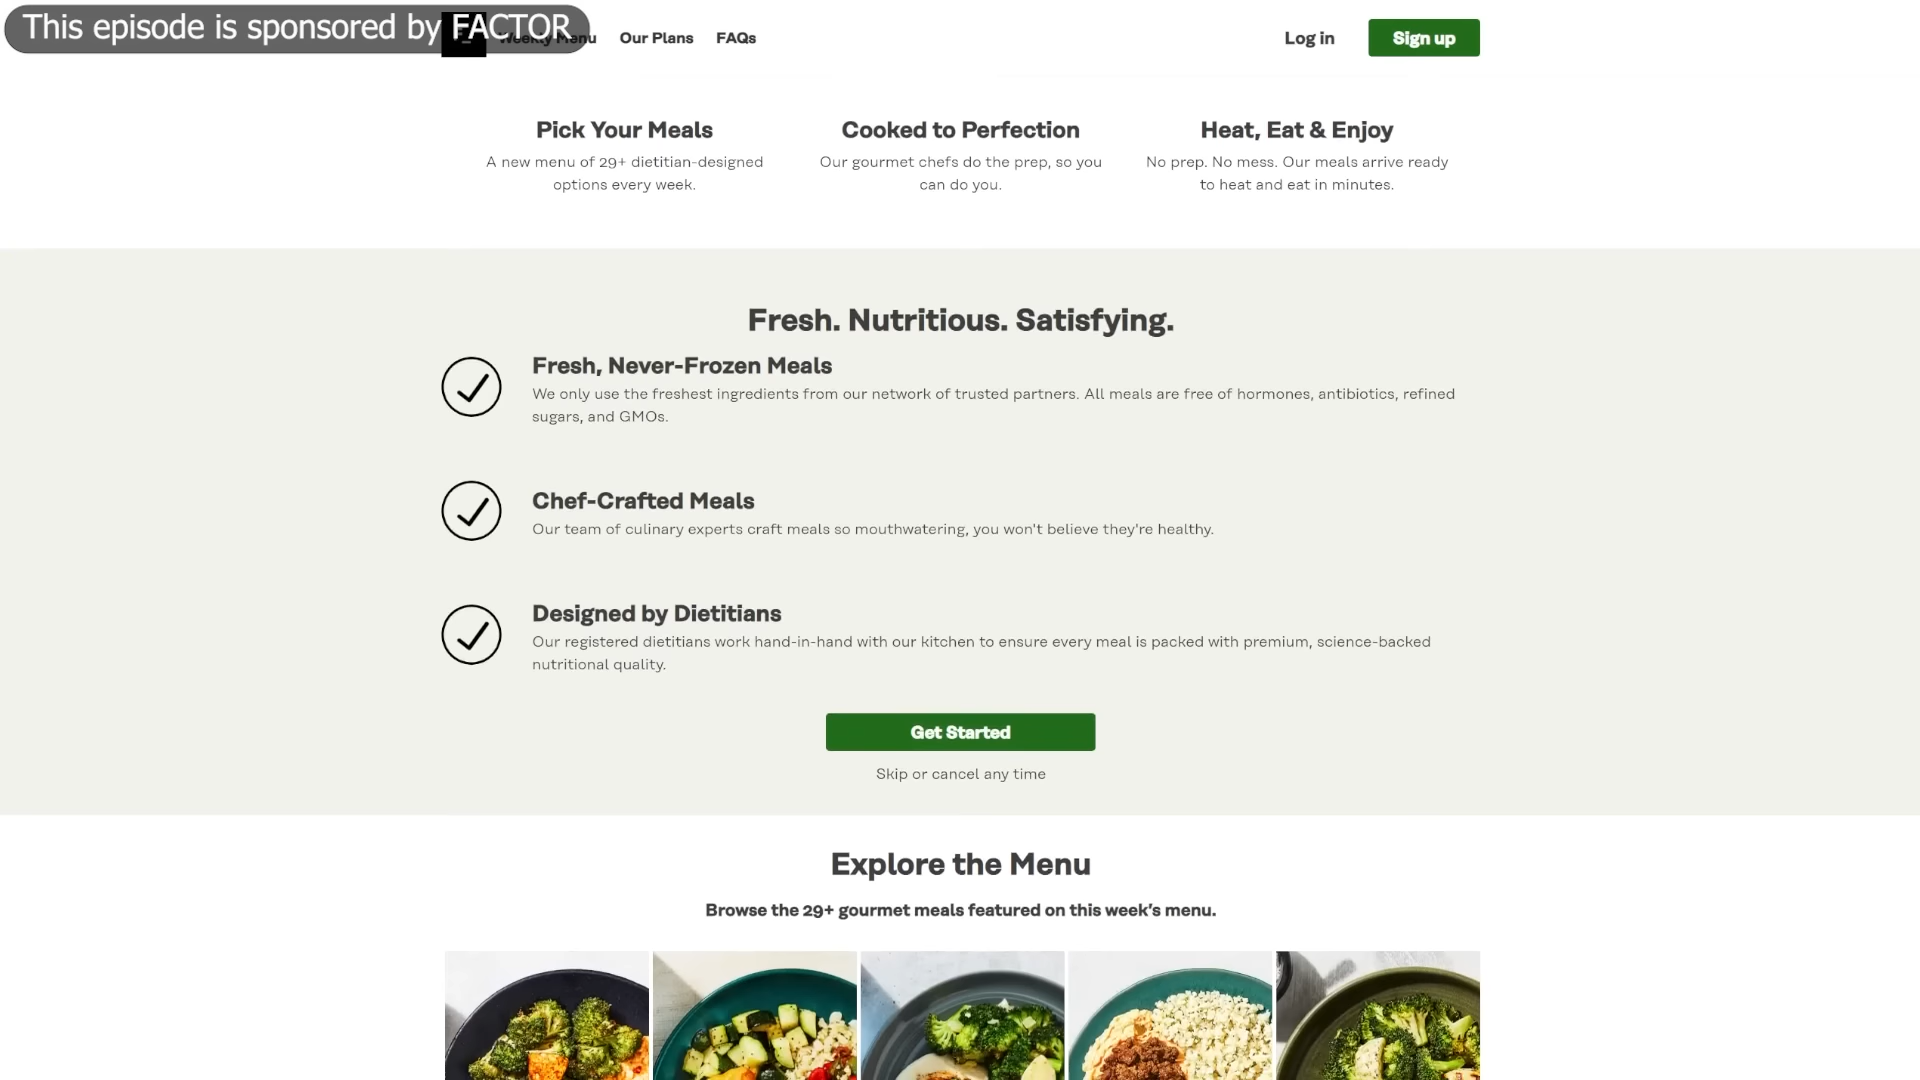 This episode is sponsored by FACTOR
Weekly Menu
Our Plans
FAQs
Log in
Sign up
Pick Your Meals
A new menu of 29+ dietitian-designed
options every week.
Cooked to Perfection
Our gourmet chefs do the prep, so you
can do you.
Heat, Eat & Enjoy
No prep. No mess. Our meals arrive ready
to heat and eat in minutes.
Fresh. Nutritious. Satisfying.
Fresh, Never-Frozen Meals
We only use the freshest ingredients from our network of trusted partners. All meals are free of hormones, antibiotics, refined
sugars, and GMOs.
Chef-Crafted Meals
Our team of culinary experts craft meals so mouthwatering, you won't believe they're healthy.
Designed by Dietitians
Our registered dietitians work hand-in-hand with our kitchen to ensure every meal is packed with premium, science-backed
nutritional quality.
Get Started
Skip or cancel any time
Explore the Menu
Browse the 29+ gourmet meals featured on this week's menu.